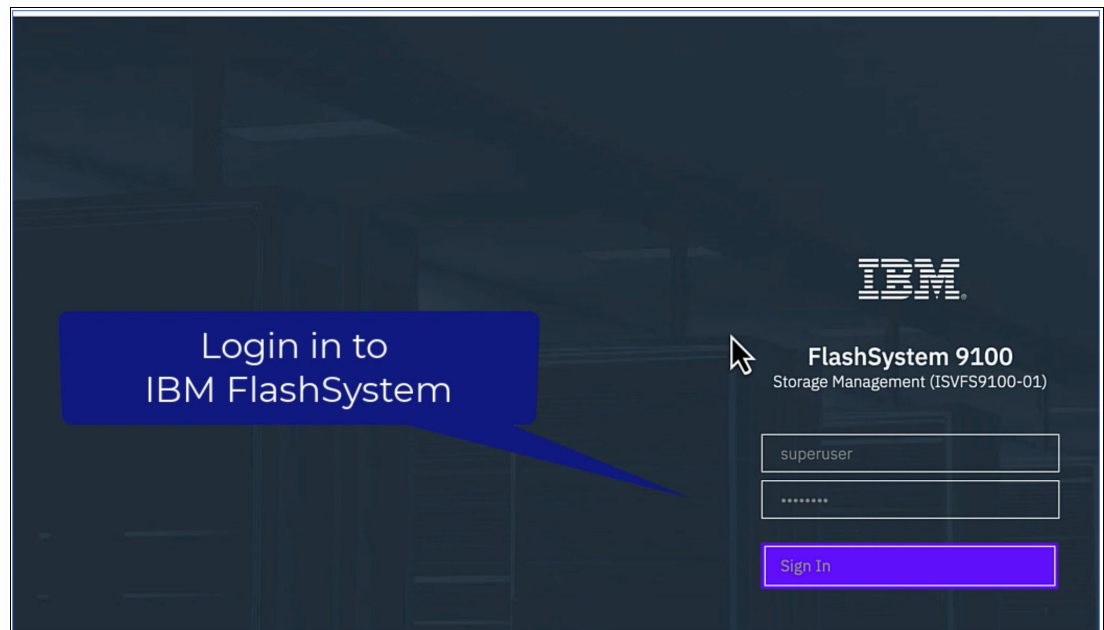 Login in to
IBM FlashSystem
IBM®
FlashSystem 9100
Storage Management (ISVFS9100-01)
superuser
••••••••
Sign In